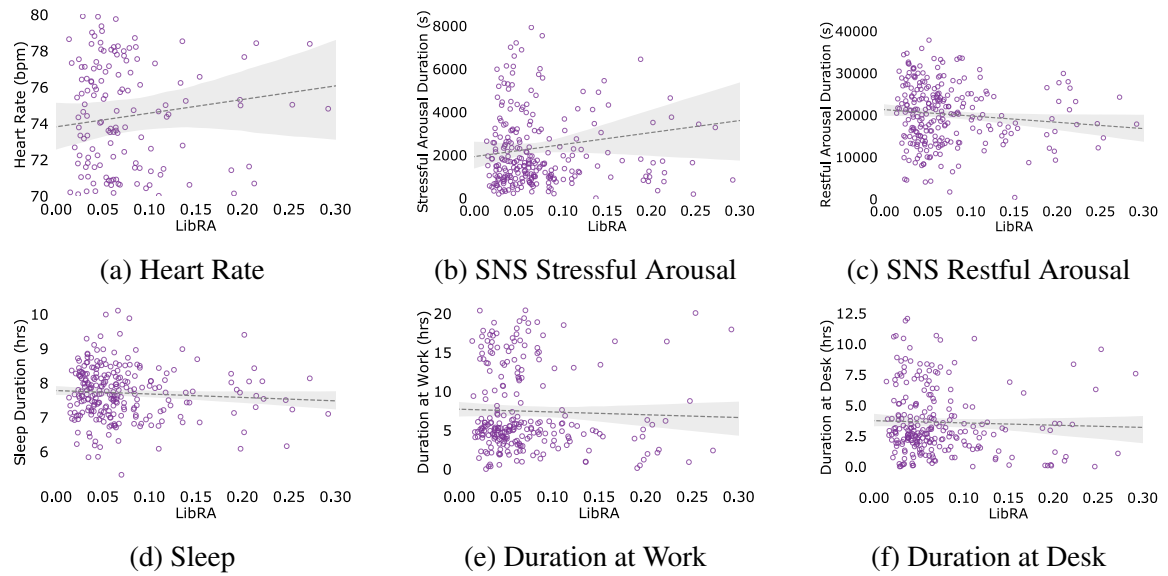 80
78
76
74
72
70
Heart Rate (bpm)
0.00 0.05 0.10 0.15 0.20 0.25 0.30
LibRA
(a) Heart Rate
8000
6000
4000
2000
0
Stressful Arousal Duration (s)
0.00 0.05 0.10 0.15 0.20 0.25 0.30
LibRA
(b) SNS Stressful Arousal
40000
30000
20000
10000
0
Restful Arousal Duration (s)
0.00 0.05 0.10 0.15 0.20 0.25 0.30
LibRA
(c) SNS Restful Arousal
10
9
8
7
6
Sleep Duration (hrs)
0.00 0.05 0.10 0.15 0.20 0.25 0.30
LibRA
(d) Sleep
20
15
10
5
0
Duration at Work (hrs)
0.00 0.05 0.10 0.15 0.20 0.25 0.30
LibRA
(e) Duration at Work
12.5
10.0
7.5
5.0
2.5
0.0
Duration at Desk (hrs)
0.00 0.05 0.10 0.15 0.20 0.25 0.30
LibRA
(f) Duration at Desk